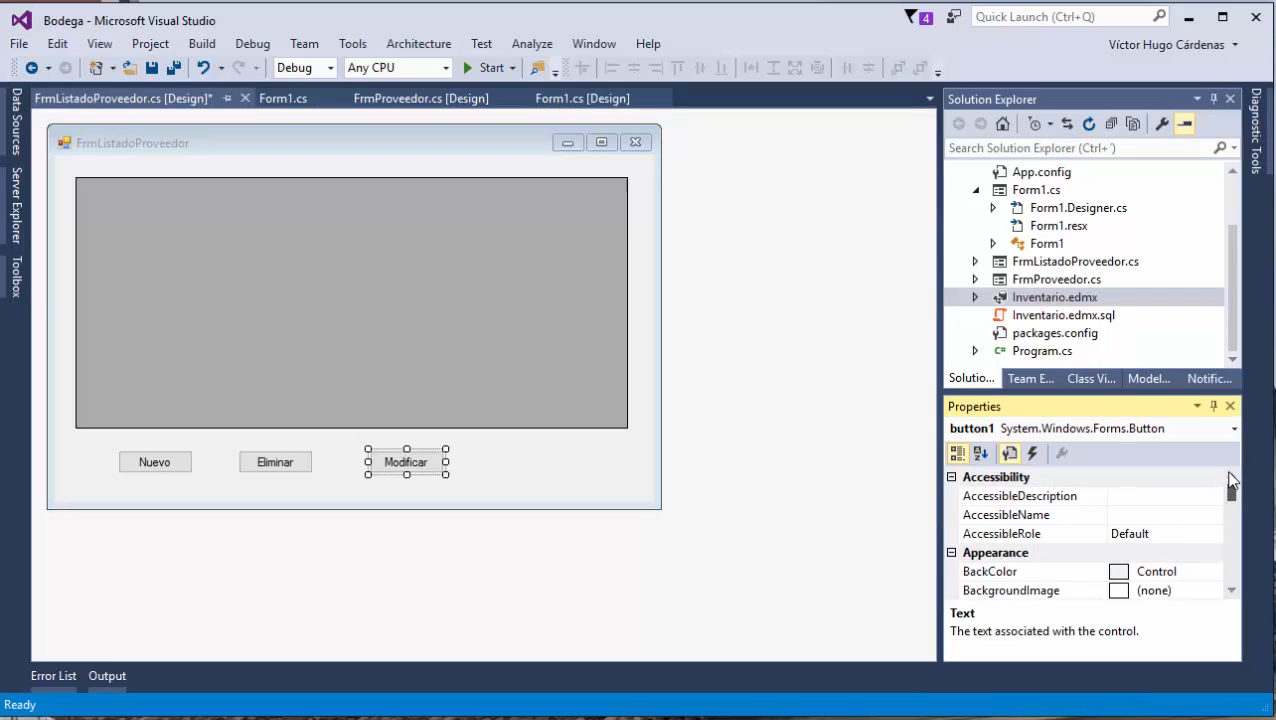 Bodega - Microsoft Visual Studio
4
Quick Launch (Ctrl+Q)
File Edit View Project Build Debug Team Tools Architecture Test Analyze Window Help
Víctor Hugo Cárdenas
Debug Any CPU Start
FrmListadoProveedor.cs [Design]* Form1.cs FrmProveedor.cs [Design] Form1.cs [Design]
Data Sources
Server Explorer
Toolbox
FrmListadoProveedor
Nuevo Eliminar Modificar
Solution Explorer
Search Solution Explorer (Ctrl+´)
App.config
Form1.cs
Form1.Designer.cs
Form1.resx
Form1
FrmListadoProveedor.cs
FrmProveedor.cs
Inventario.edmx
Inventario.edmx.sql
packages.config
Program.cs
Solutio... Team E... Class Vi... Model... Notific...
Properties
button1 System.Windows.Forms.Button
Accessibility
AccessibleDescription
AccessibleName
AccessibleRole Default
Appearance
BackColor Control
BackgroundImage (none)
Text
The text associated with the control.
Diagnostic Tools
Error List Output
Ready